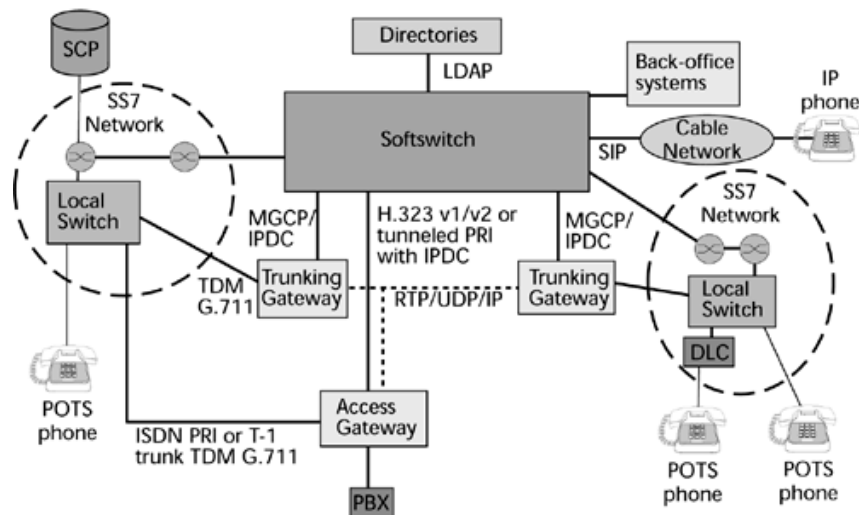 Directories
SCP
LDAP
Back-office
systems
SS7
Network
IP
phone
Softswitch
Cable
Network
SIP
Local
Switch
MGCP/
IPDC
H.323 v1/v2 or
tunneled PRI
with IPDC
MGCP/
IPDC
SS7
Network
TDM
G.711
Trunking
Gateway
RTP/UDP/IP
Trunking
Gateway
Local
Switch
DLC
POTS
phone
Access
Gateway
ISDN PRI or T-1
trunk TDM G.711
POTS
phone
POTS
phone
PBX